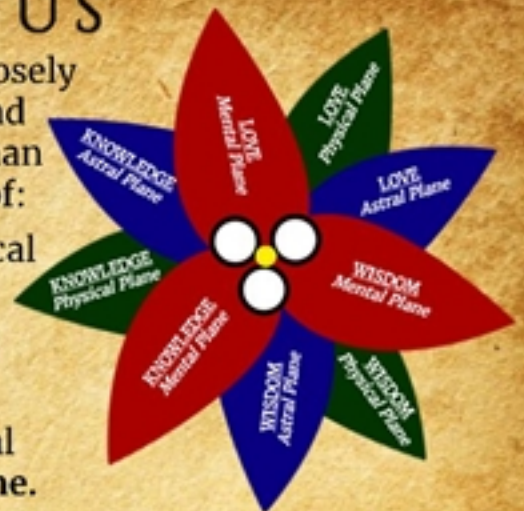 US
osely
nd
an
of:
cal
al
ne.
LOVE
Mental Plane
LOVE
Physical Plane
LOVE
Astral Plane
WISDOM
Mental Plane
WISDOM
Physical Plane
WISDOM
Astral Plane
KNOWLEDGE
Mental Plane
KNOWLEDGE
Physical Plane
KNOWLEDGE
Astral Plane